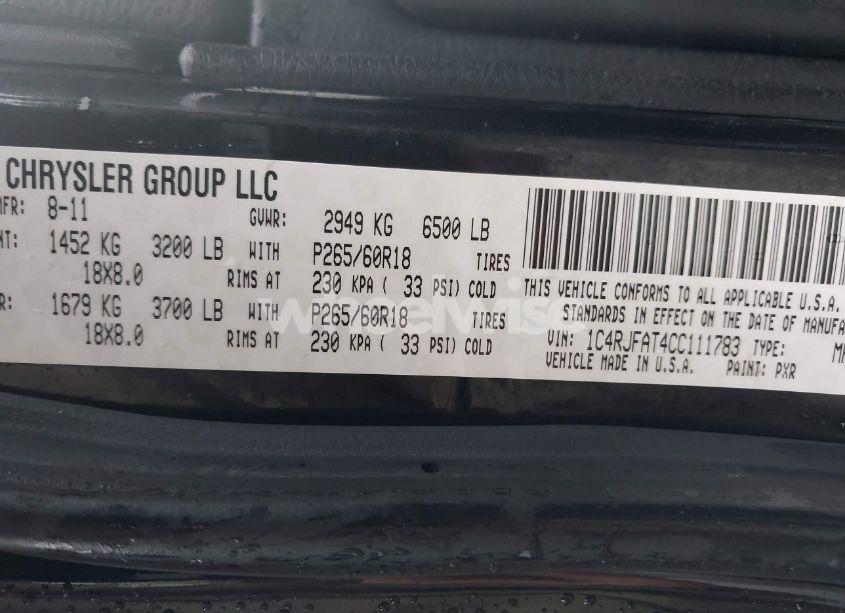 CHRYSLER GROUP LLC
MFR: 8-11 GVWR: 2949 KG 6500 LB
NT: 1452 KG 3200 LB WITH P265/60R18 TIRES
18X8.0 RIMS AT 230 KPA ( 33 PSI) COLD
R: 1679 KG 3700 LB WITH P265/60R18 TIRES
18X8.0 RIMS AT 230 KPA ( 33 PSI) COLD
THIS VEHICLE CONFORMS TO ALL APPLICABLE U.S.A.
STANDARDS IN EFFECT ON THE DATE OF MANUFA
VIN: 1C4RJFAT4CC111783 TYPE: MP
VEHICLE MADE IN U.S.A. PAINT: PXR
wheelwise